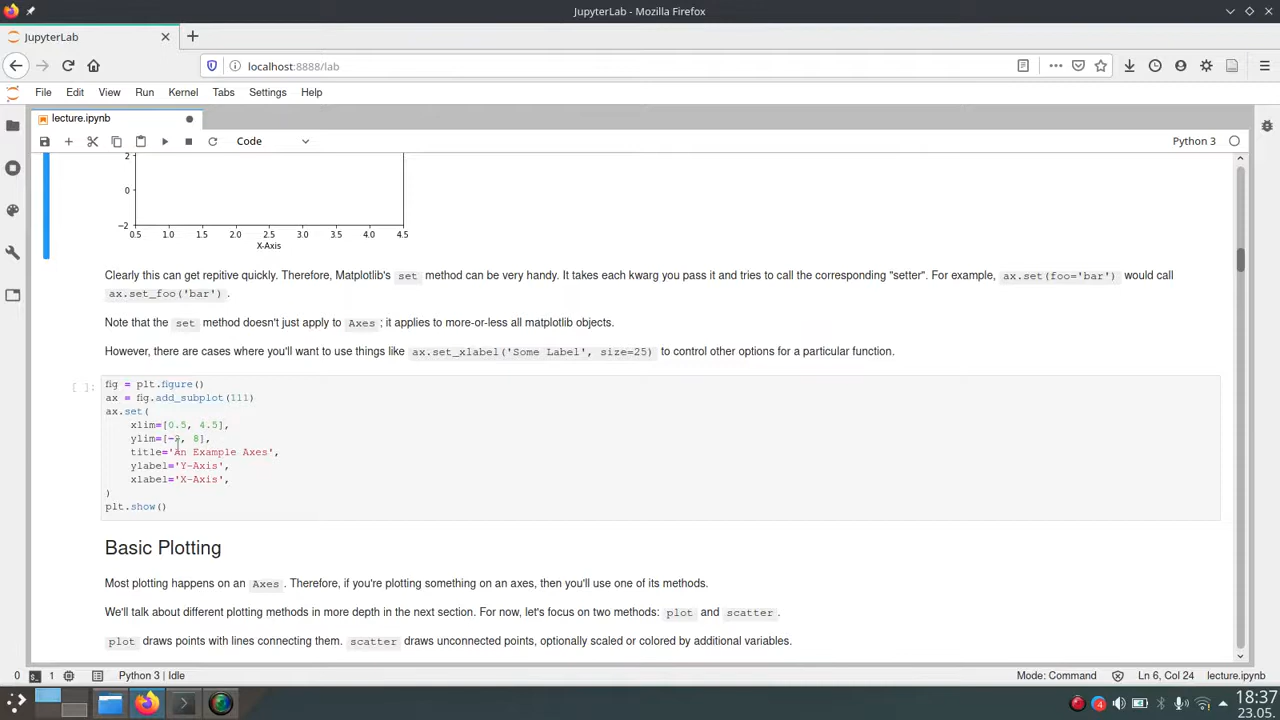 JupyterLab - Mozilla Firefox
JupyterLab
localhost:8888/lab
File Edit View Run Kernel Tabs Settings Help
lecture.ipynb
Code
Python 3
2
0
−2
0.5 1.0 1.5 2.0 2.5 3.0 3.5 4.0 4.5
X-Axis
Clearly this can get repitive quickly. Therefore, Matplotlib's set method can be very handy. It takes each kwarg you pass it and tries to call the corresponding "setter". For example, ax.set(foo='bar') would call
ax.set_foo('bar') .
Note that the set method doesn't just apply to Axes ; it applies to more-or-less all matplotlib objects.
However, there are cases where you'll want to use things like ax.set_xlabel('Some Label', size=25) to control other options for a particular function.
[ ]:
fig = plt.figure()
ax = fig.add_subplot(111)
ax.set(
xlim=[0.5, 4.5],
ylim=[-2, 8],
title='An Example Axes',
ylabel='Y-Axis',
xlabel='X-Axis',
)
plt.show()
Basic Plotting
Most plotting happens on an Axes . Therefore, if you're plotting something on an axes, then you'll use one of its methods.
We'll talk about different plotting methods in more depth in the next section. For now, let's focus on two methods: plot and scatter .
plot draws points with lines connecting them. scatter draws unconnected points, optionally scaled or colored by additional variables.
0 1 Python 3 | Idle Mode: Command Ln 6, Col 24 lecture.ipynb
4
18:37
23.05.